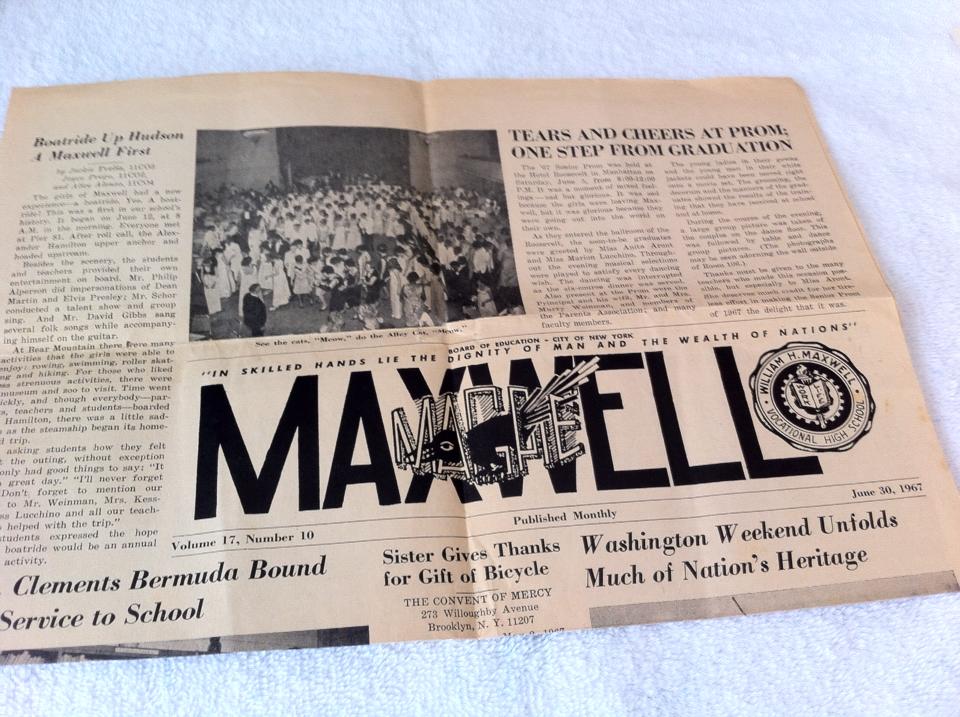 Boatride Up Hudson
A Maxwell First
by Jackie Prella, 11CO2
Joyce Peopo, 11CO2,
and Allee Alonzo, 11CO4
The girls of Maxwell had a new
experience—a boatride. Yes. A boat-
ride! This was a first in our school's
history. It began on June 12, at 8
A.M. in the morning. Everyone met
at Pier 81. After roll call, the Alex-
ander Hamilton upper anchor and
headed upstream.
Besides the scenery, the students
and teachers provided their own
entertainment on board. Mr. Philip
Alperson did impersonations of Dean
Martin and Elvis Presley; Mr. Schor
conducted a talent show and group
sing. And Mr. David Gibbs sang
several folk songs while accompany-
ing himself on the guitar.
At Bear Mountain there were many
activities that the girls were able to
enjoy: rowing, swimming, roller skat-
ing and hiking. For those who liked
less strenuous activities, there were
museum and zoo to visit. Time went
ickly, and though everybody—par-
s, teachers and students—boarded
Hamilton, there was a little sad-
as the steamship began its home-
d trip.
asking students how they felt
t the outing, without exception
only had good things to say: "It
great day." "I'll never forget
Don't forget to mention our
to Mr. Weinman, Mrs. Kess-
ss Lucchino and all our teach-
helped with the trip."
students expressed the hope
boatride would be an annual
activity.
See the cats, "Meow," do the Alley Cat, "Meow."
TEARS AND CHEERS AT PROM;
ONE STEP FROM GRADUATION
The '67 Senior Prom was held at
the Hotel Roosevelt in Manhattan on
Saturday, June 3, from 8:00-12:00
P.M. It was a moment of mixed feel-
ings—sad but glorious. It was sad
because the girls were leaving Max-
well, but it was glorious because they
were going out into the world on
their own.
As they entered the ballroom of the
Roosevelt, the soon-to-be graduates
were greeted by Miss Marion Aront
and Miss Marion Lucchino. Through-
out the evening musical selections
were played to satisfy every dancing
wish. The dancing was interrupted
as the six-course dinner was served.
Also present at the Prom were our
Principal and his wife, Mr. and Mrs.
Murry Weinman, and members of
the Parents Association; and many
faculty members.
The young ladies in their gowns
and the young men in their white
jackets could have been moved right
onto a movie set. The grooming, the
decorum and the manners of the grad-
uates showed the results of the train-
ing that they have received at school
and at home.
During the course of the evening,
a large group picture was taken of
the couples on the dance floor. This
was followed by table and dance
group pictures. (The photographs
may be seen adorning the wall outside
of Room 106.)
Thanks must be given to the many
teachers who made this occasion pos-
sible, but especially to Miss Aront.
She deserves much credit for her tire-
less effort in making the Senior
of 1967 the delight that it was.
BOARD OF EDUCATION - CITY OF NEW YORK
"IN SKILLED HANDS LIE THE DIGNITY OF MAN AND THE WEALTH OF NATIONS"
MAXWELL
MAGPIE
WILLIAM H. MAXWELL
VOCATIONAL HIGH SCHOOL
Volume 17, Number 10
Published Monthly
June 30, 1967
Clements Bermuda Bound
Service to School
Sister Gives Thanks
for Gift of Bicycle
THE CONVENT OF MERCY
273 Willoughby Avenue
Brooklyn, N. Y. 11207
Washington Weekend Unfolds
Much of Nation's Heritage